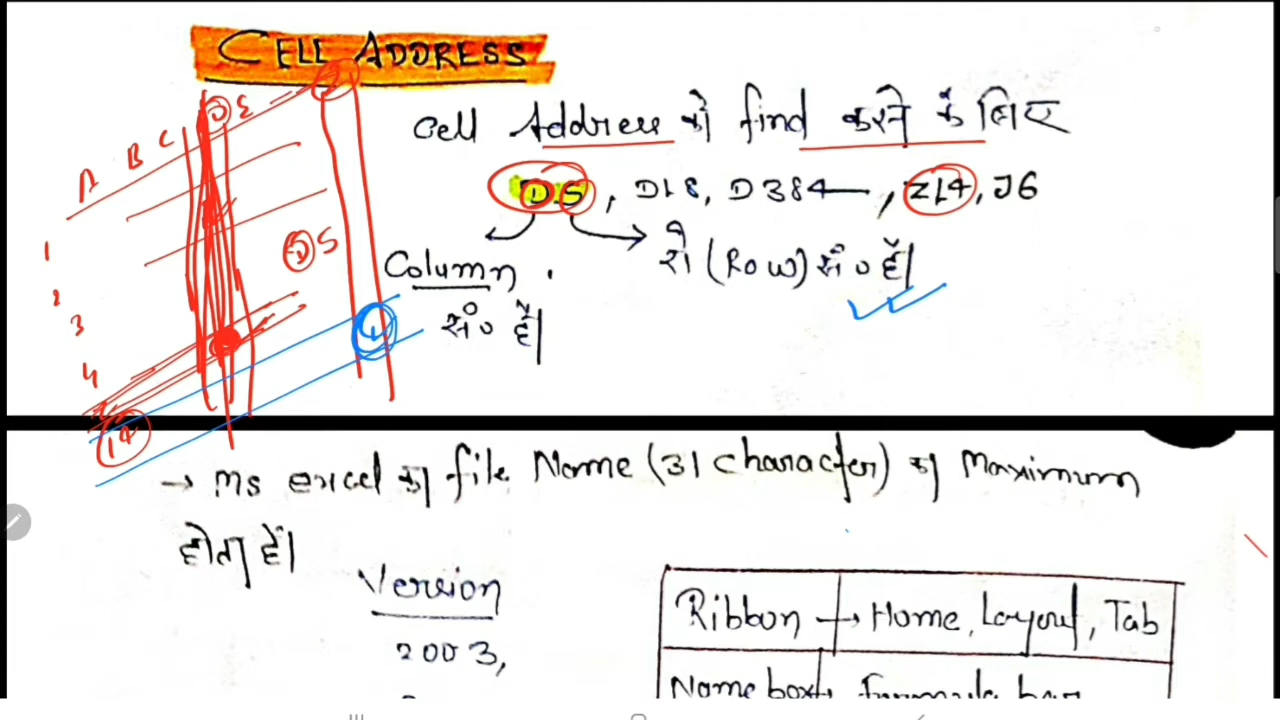 CELL ADDRESS
Cell Address को find करने के लिए
D5, D18, D384, Z14, J6
Column सं० है।
रो (Row) सं० है।
A B C D E
Z
1
2
3
4
14
D5
→ Ms excel का file Name (31 character) का Maximum
होता है।
Version
2003,
Ribbon → Home, Layout, Tab
Name box → Formula bar